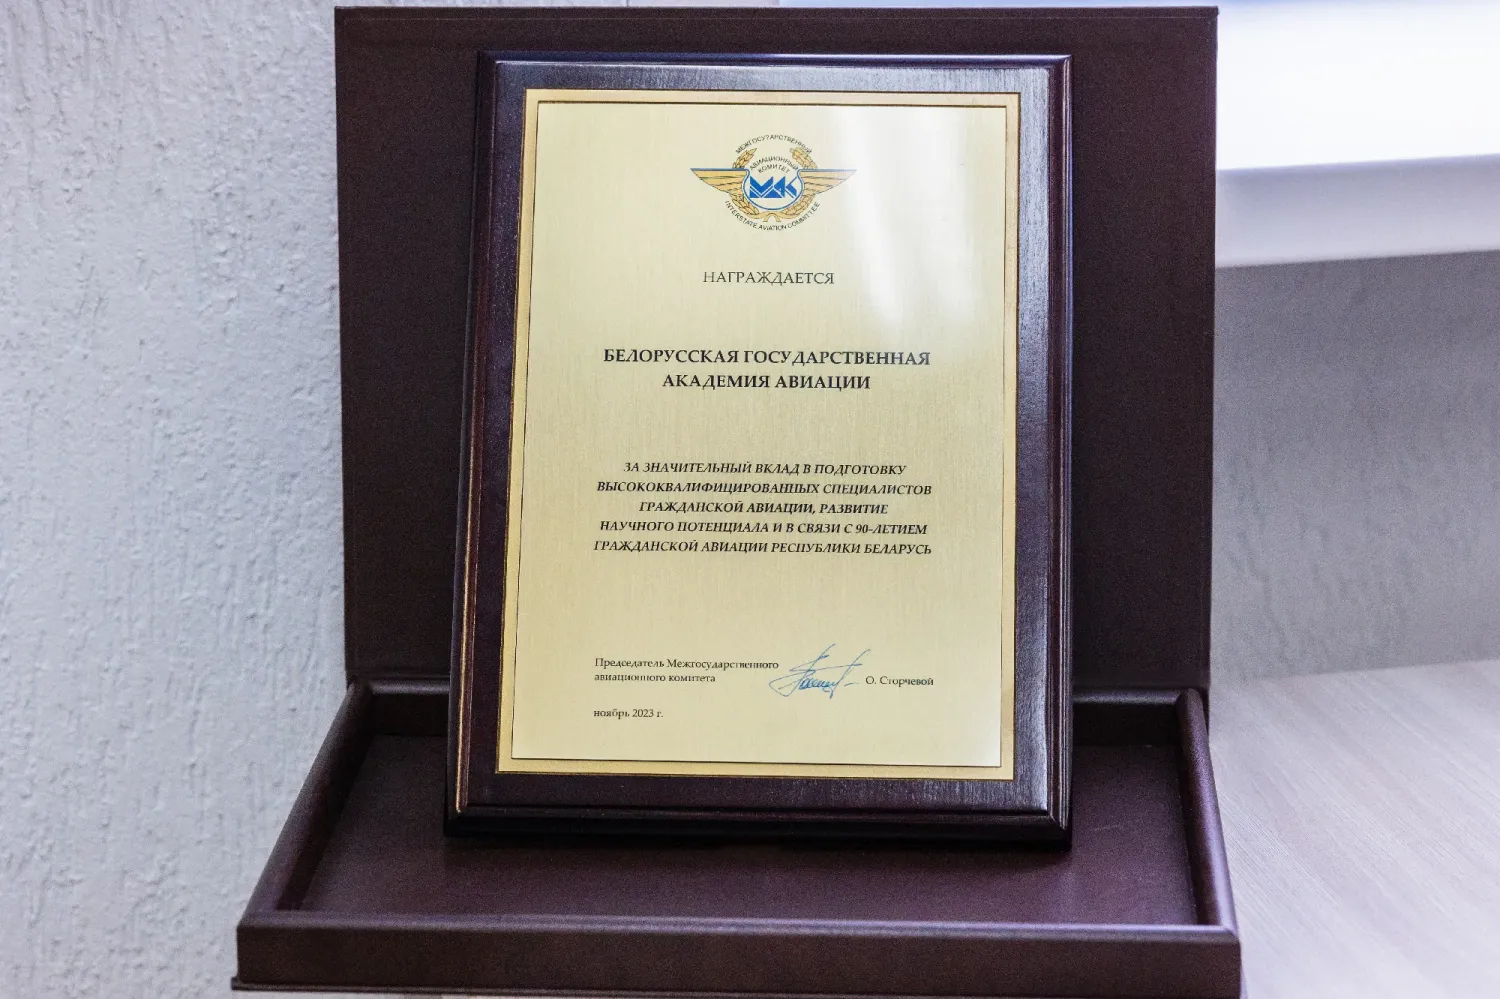 МЕЖГОСУДАРСТВЕННЫЙ
АВИАЦИОННЫЙ
КОМИТЕТ
МАК
INTERSTATE AVIATION COMMITTEE
НАГРАЖДАЕТСЯ
БЕЛОРУССКАЯ ГОСУДАРСТВЕННАЯ
АКАДЕМИЯ АВИАЦИИ
ЗА ЗНАЧИТЕЛЬНЫЙ ВКЛАД В ПОДГОТОВКУ
ВЫСОКОКВАЛИФИЦИРОВАННЫХ СПЕЦИАЛИСТОВ
ГРАЖДАНСКОЙ АВИАЦИИ, РАЗВИТИЕ
НАУЧНОГО ПОТЕНЦИАЛА И В СВЯЗИ С 90-ЛЕТИЕМ
ГРАЖДАНСКОЙ АВИАЦИИ РЕСПУБЛИКИ БЕЛАРУСЬ
Председатель Межгосударственного
авиационного комитета
О. Сторчевой
ноябрь 2023 г.